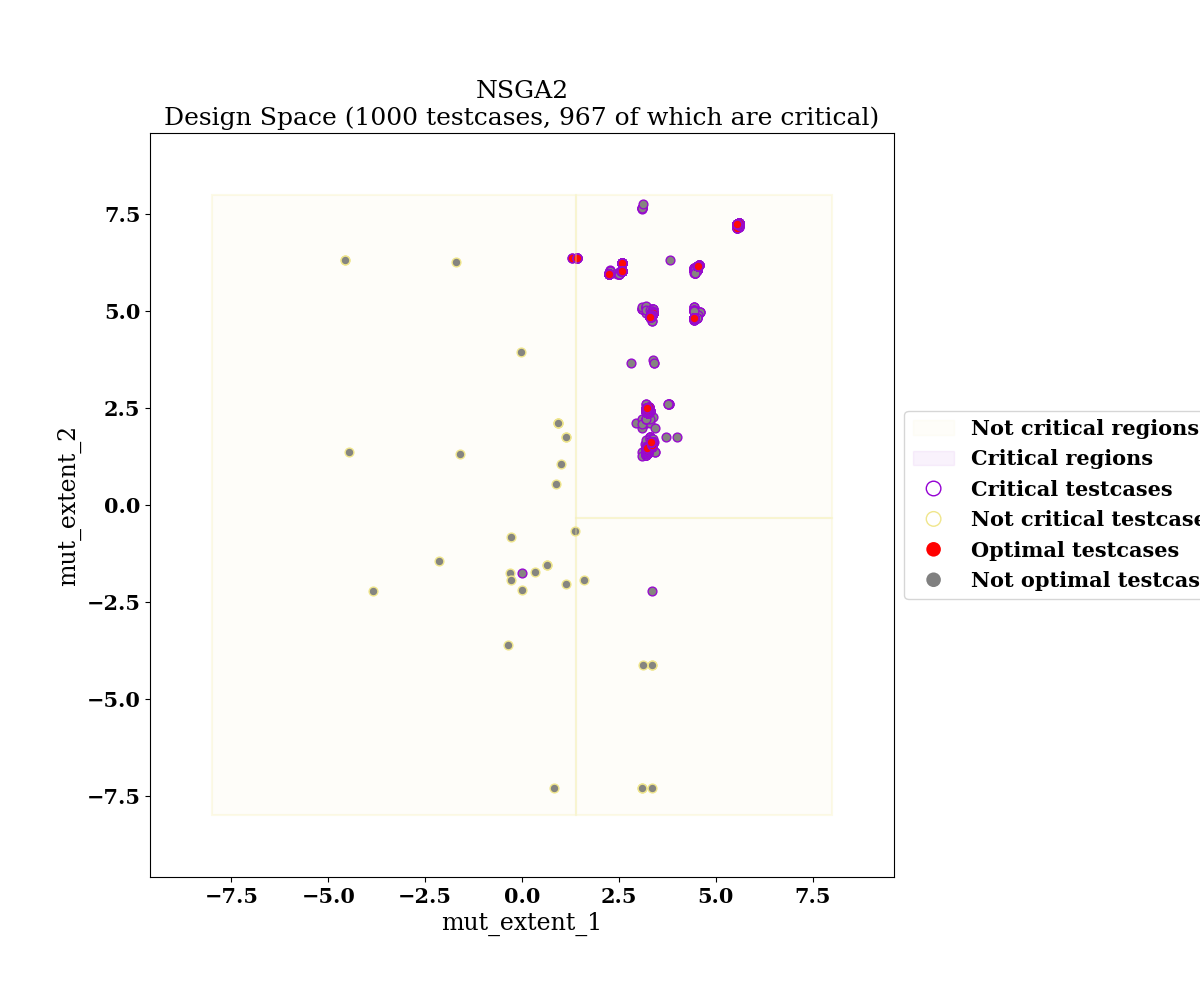 NSGA2
Design Space (1000 testcases, 967 of which are critical)
7.5
5.0
2.5
0.0
−2.5
−5.0
−7.5
mut_extent_2
−7.5
−5.0
−2.5
0.0
2.5
5.0
7.5
mut_extent_1
Not critical regions
Critical regions
Critical testcases
Not critical testcase
Optimal testcases
Not optimal testcas